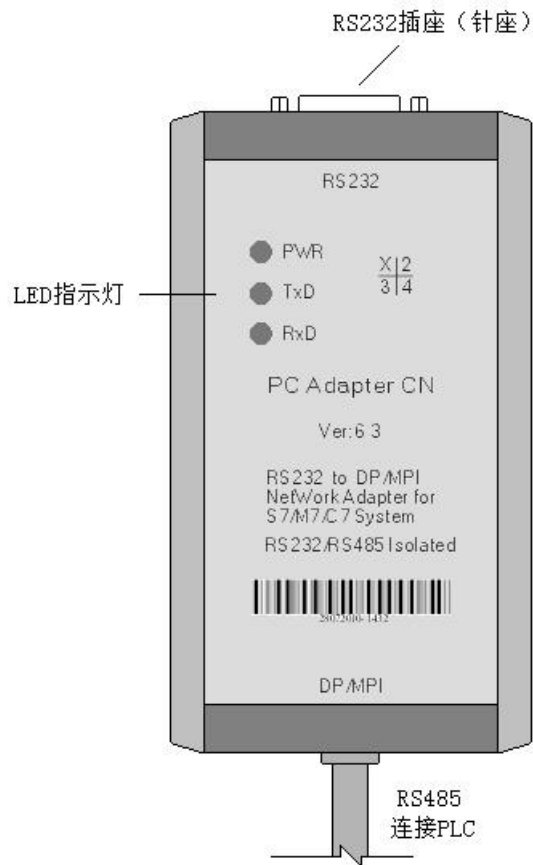 RS232插座（针座）
RS232
PWR
X|2
3|4
LED指示灯
TxD
RxD
PC Adapter CN
Ver:6 3
RS232 to DP/MPI
NetWork Adapter for
S7/M7/C7 System
RS232/RS485 Isolated
28072010-1432
DP/MPI
RS485
连接PLC